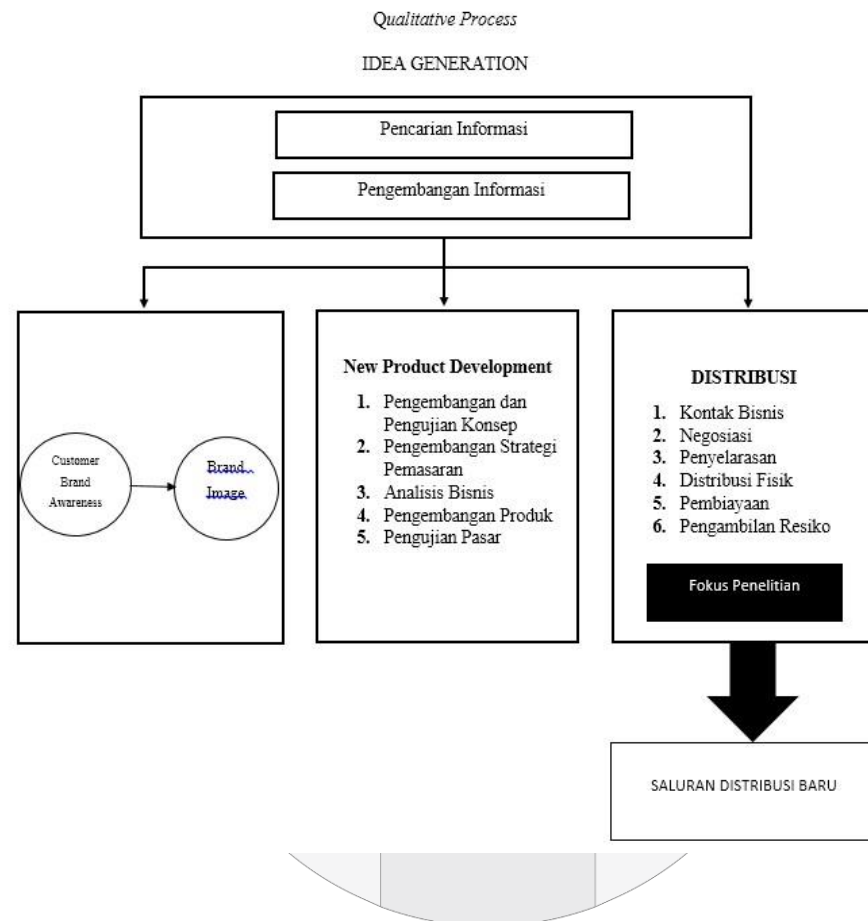 Qualitative Process
IDEA GENERATION
Pencarian Informasi
Pengembangan Informasi
Customer
Brand
Awareness
Brand
Image
New Product Development
1. Pengembangan dan
Pengujian Konsep
2. Pengembangan Strategi
Pemasaran
3. Analisis Bisnis
4. Pengembangan Produk
5. Pengujian Pasar
DISTRIBUSI
1. Kontak Bisnis
2. Negosiasi
3. Penyelarasan
4. Distribusi Fisik
5. Pembiayaan
6. Pengambilan Resiko
Fokus Penelitian
SALURAN DISTRIBUSI BARU